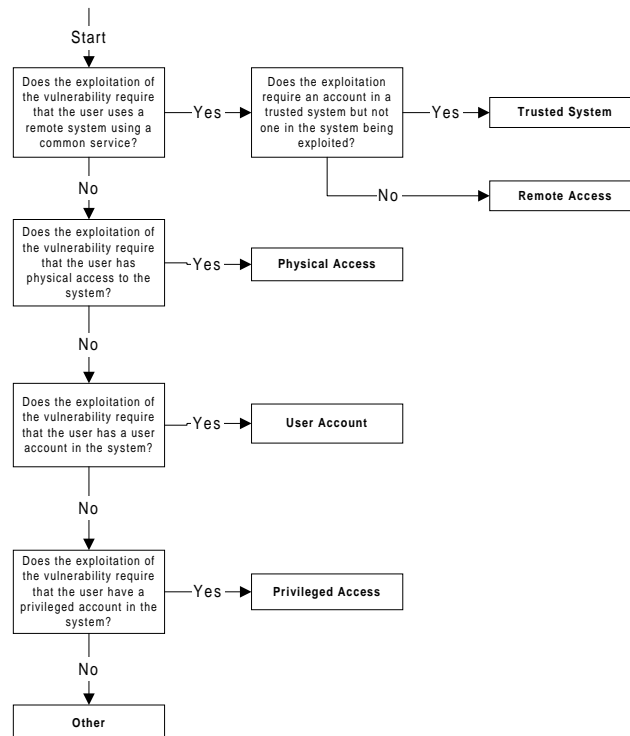 Start
Does the exploitation of
the vulnerability require
that the user uses a
remote system using a
common service?
Yes
Does the exploitation
require an account in a
trusted system but not
one in the system being
exploited?
Yes
Trusted System
No
No
Remote Access
Does the exploitation of
the vulnerability require
that the user has
physical access to the
system?
Yes
Physical Access
No
Does the exploitation of
the vulnerability require
that the user has a user
account in the system?
Yes
User Account
No
Does the exploitation of
the vulnerability require
that the user have a
privileged account in the
system?
Yes
Privileged Access
No
Other